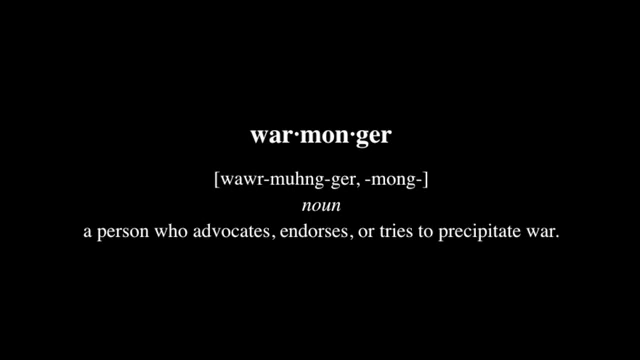 war·mon·ger
[wawr-muhng-ger, -mong-]
noun
a person who advocates, endorses, or tries to precipitate war.